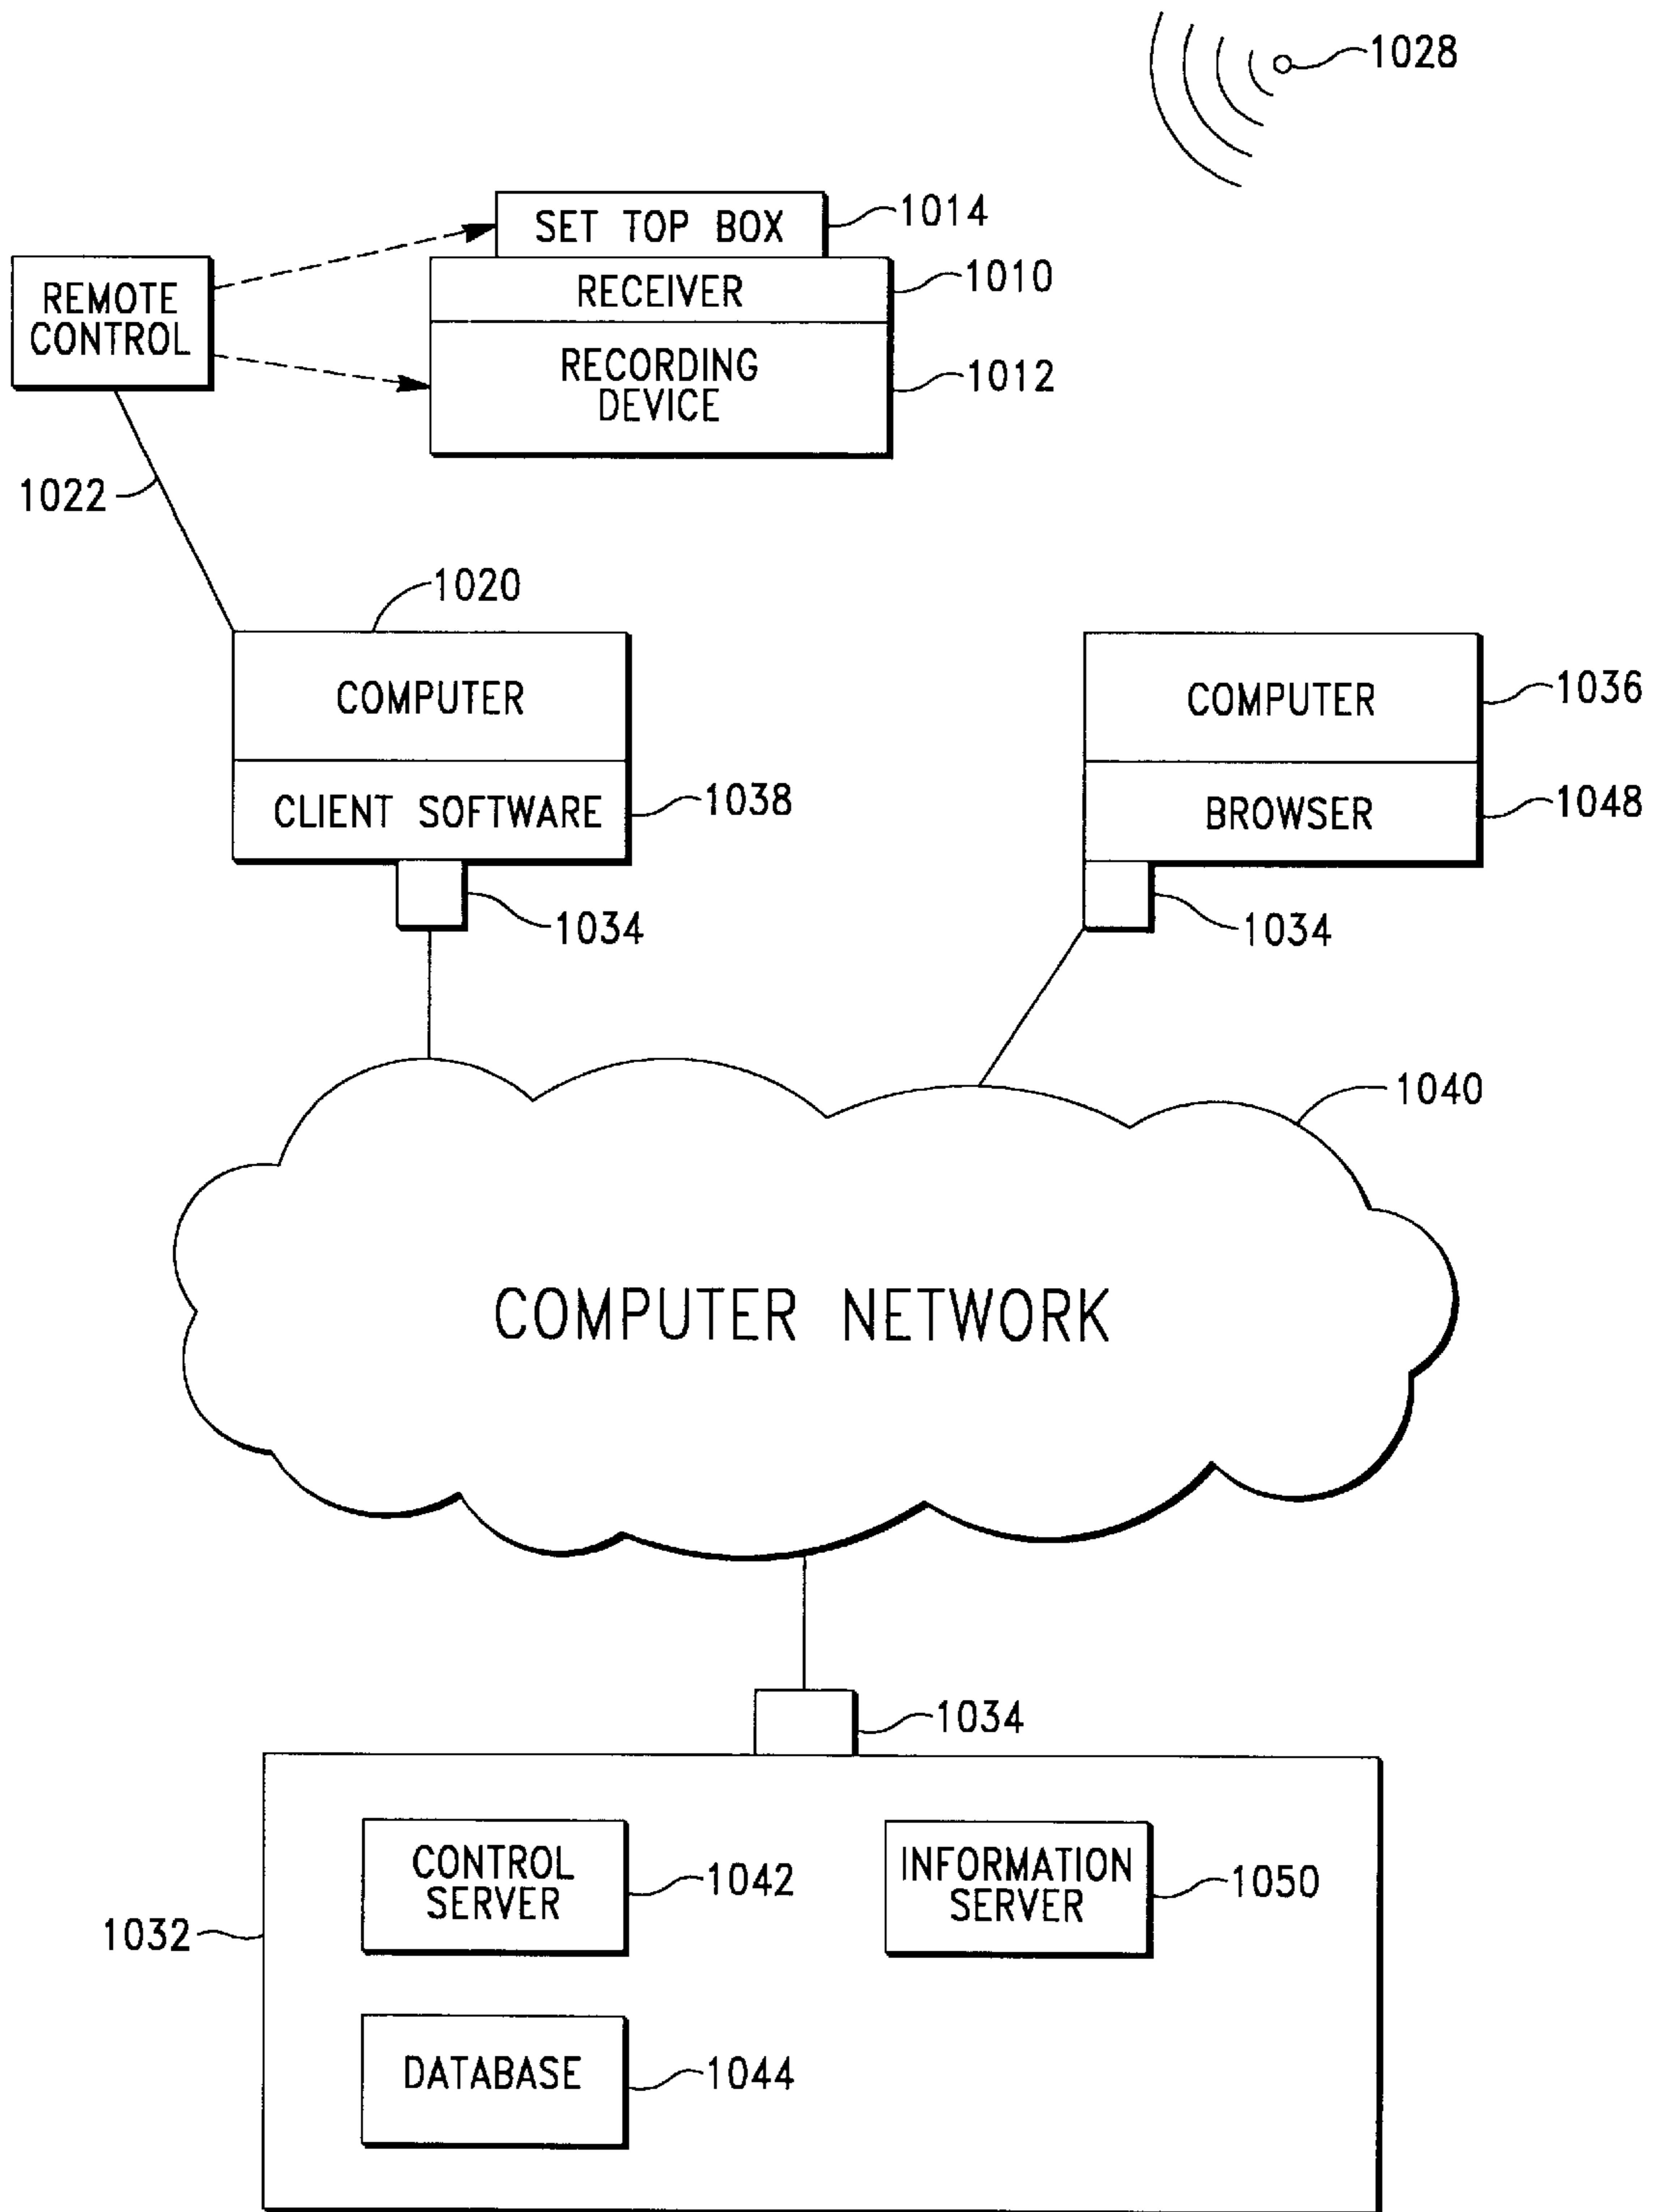 1028
SET TOP BOX
1014
REMOTE
CONTROL
RECEIVER
1010
RECORDING
DEVICE
1012
1022
1020
COMPUTER
COMPUTER
1036
CLIENT SOFTWARE
1038
BROWSER
1048
1034
1034
1040
COMPUTER NETWORK
1034
CONTROL
SERVER
1042
INFORMATION
SERVER
1050
1032
DATABASE
1044